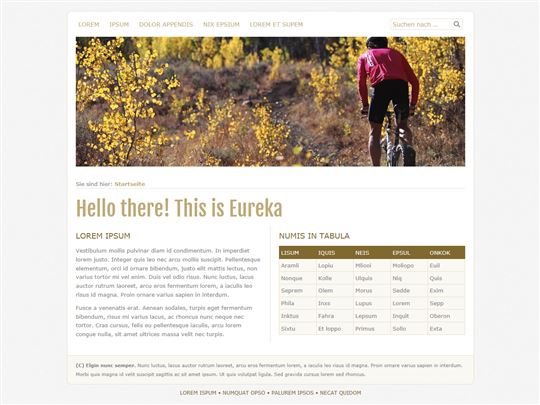 LOREM IPSUM DOLOR APPENDIS NIX EPSIUM LOREM ET SUPEM
Suchen nach ...
Sie sind hier: Startseite
Hello there! This is Eureka
LOREM IPSUM
Vestibulum mollis pulvinar diam id condimentum. In imperdiet
lorem justo. Integer quis leo nec arcu mollis suscipit. Pellentesque
elementum, orci id ornare bibendum, justo elit mattis lectus, non
varius tortor mi vel enim. Duis vel odio risus. Nunc luctus, lacus
auctor rutrum laoreet, arcu eros fermentum lorem, a iaculis leo
risus id magna. Proin ornare varius sapien in interdum.
Fusce a venenatis erat. Aenean sodales, turpis eget fermentum
bibendum, risus mi varius lacus, ac rhoncus nunc neque nec
tortor. Cras cursus, felis eu pellentesque iaculis, arcu lorem
congue nulla, sit amet dictum massa velit nec turpis.
NUMIS IN TABULA
LISUM IQUIS NEIS EPSUL ONKOK
Aramli Lopiu Mlioni Moliopo Euil
Nonque Kolle Ulquis Niq Quis
Seprem Olem Morus Sedde Exim
Phila Inxs Lupus Lorem Sepp
Inktus Fahra Lepsum Inquit Oberon
Sixtu Et loppo Primus Sollo Exta
(C) Elgin nunc semper. Nunc luctus, lacus auctor rutrum laoreet, arcu eros fermentum lorem, a iaculis leo risus id magna. Proin ornare varius sapien in interdum.
Morbi quis magna id velit suscipit sagittis ac sit amet ipsum. Ut quis volutpat ligula. Sed gravida cursus lorem sed rhoncus.
LOREM ISPUM • NUMQUAT OPSO • PALUREM IPSOS • NECAT QUIDOM